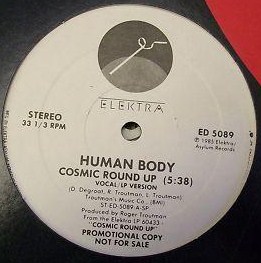 ELEKTRA
STEREO
33 1/3 RPM
ED 5089
℗ 1985 Elektra/
Asylum Records
HUMAN BODY
COSMIC ROUND UP (5:38)
VOCAL/LP VERSION
(D. Degroat, R. Troutman, L. Troutman)
Troutman's Music Co., (BMI)
ST-ED-5089-A-SP
Produced by Roger Troutman
From the Elektra LP 60433-
"COSMIC ROUND UP"
PROMOTIONAL COPY
NOT FOR SALE